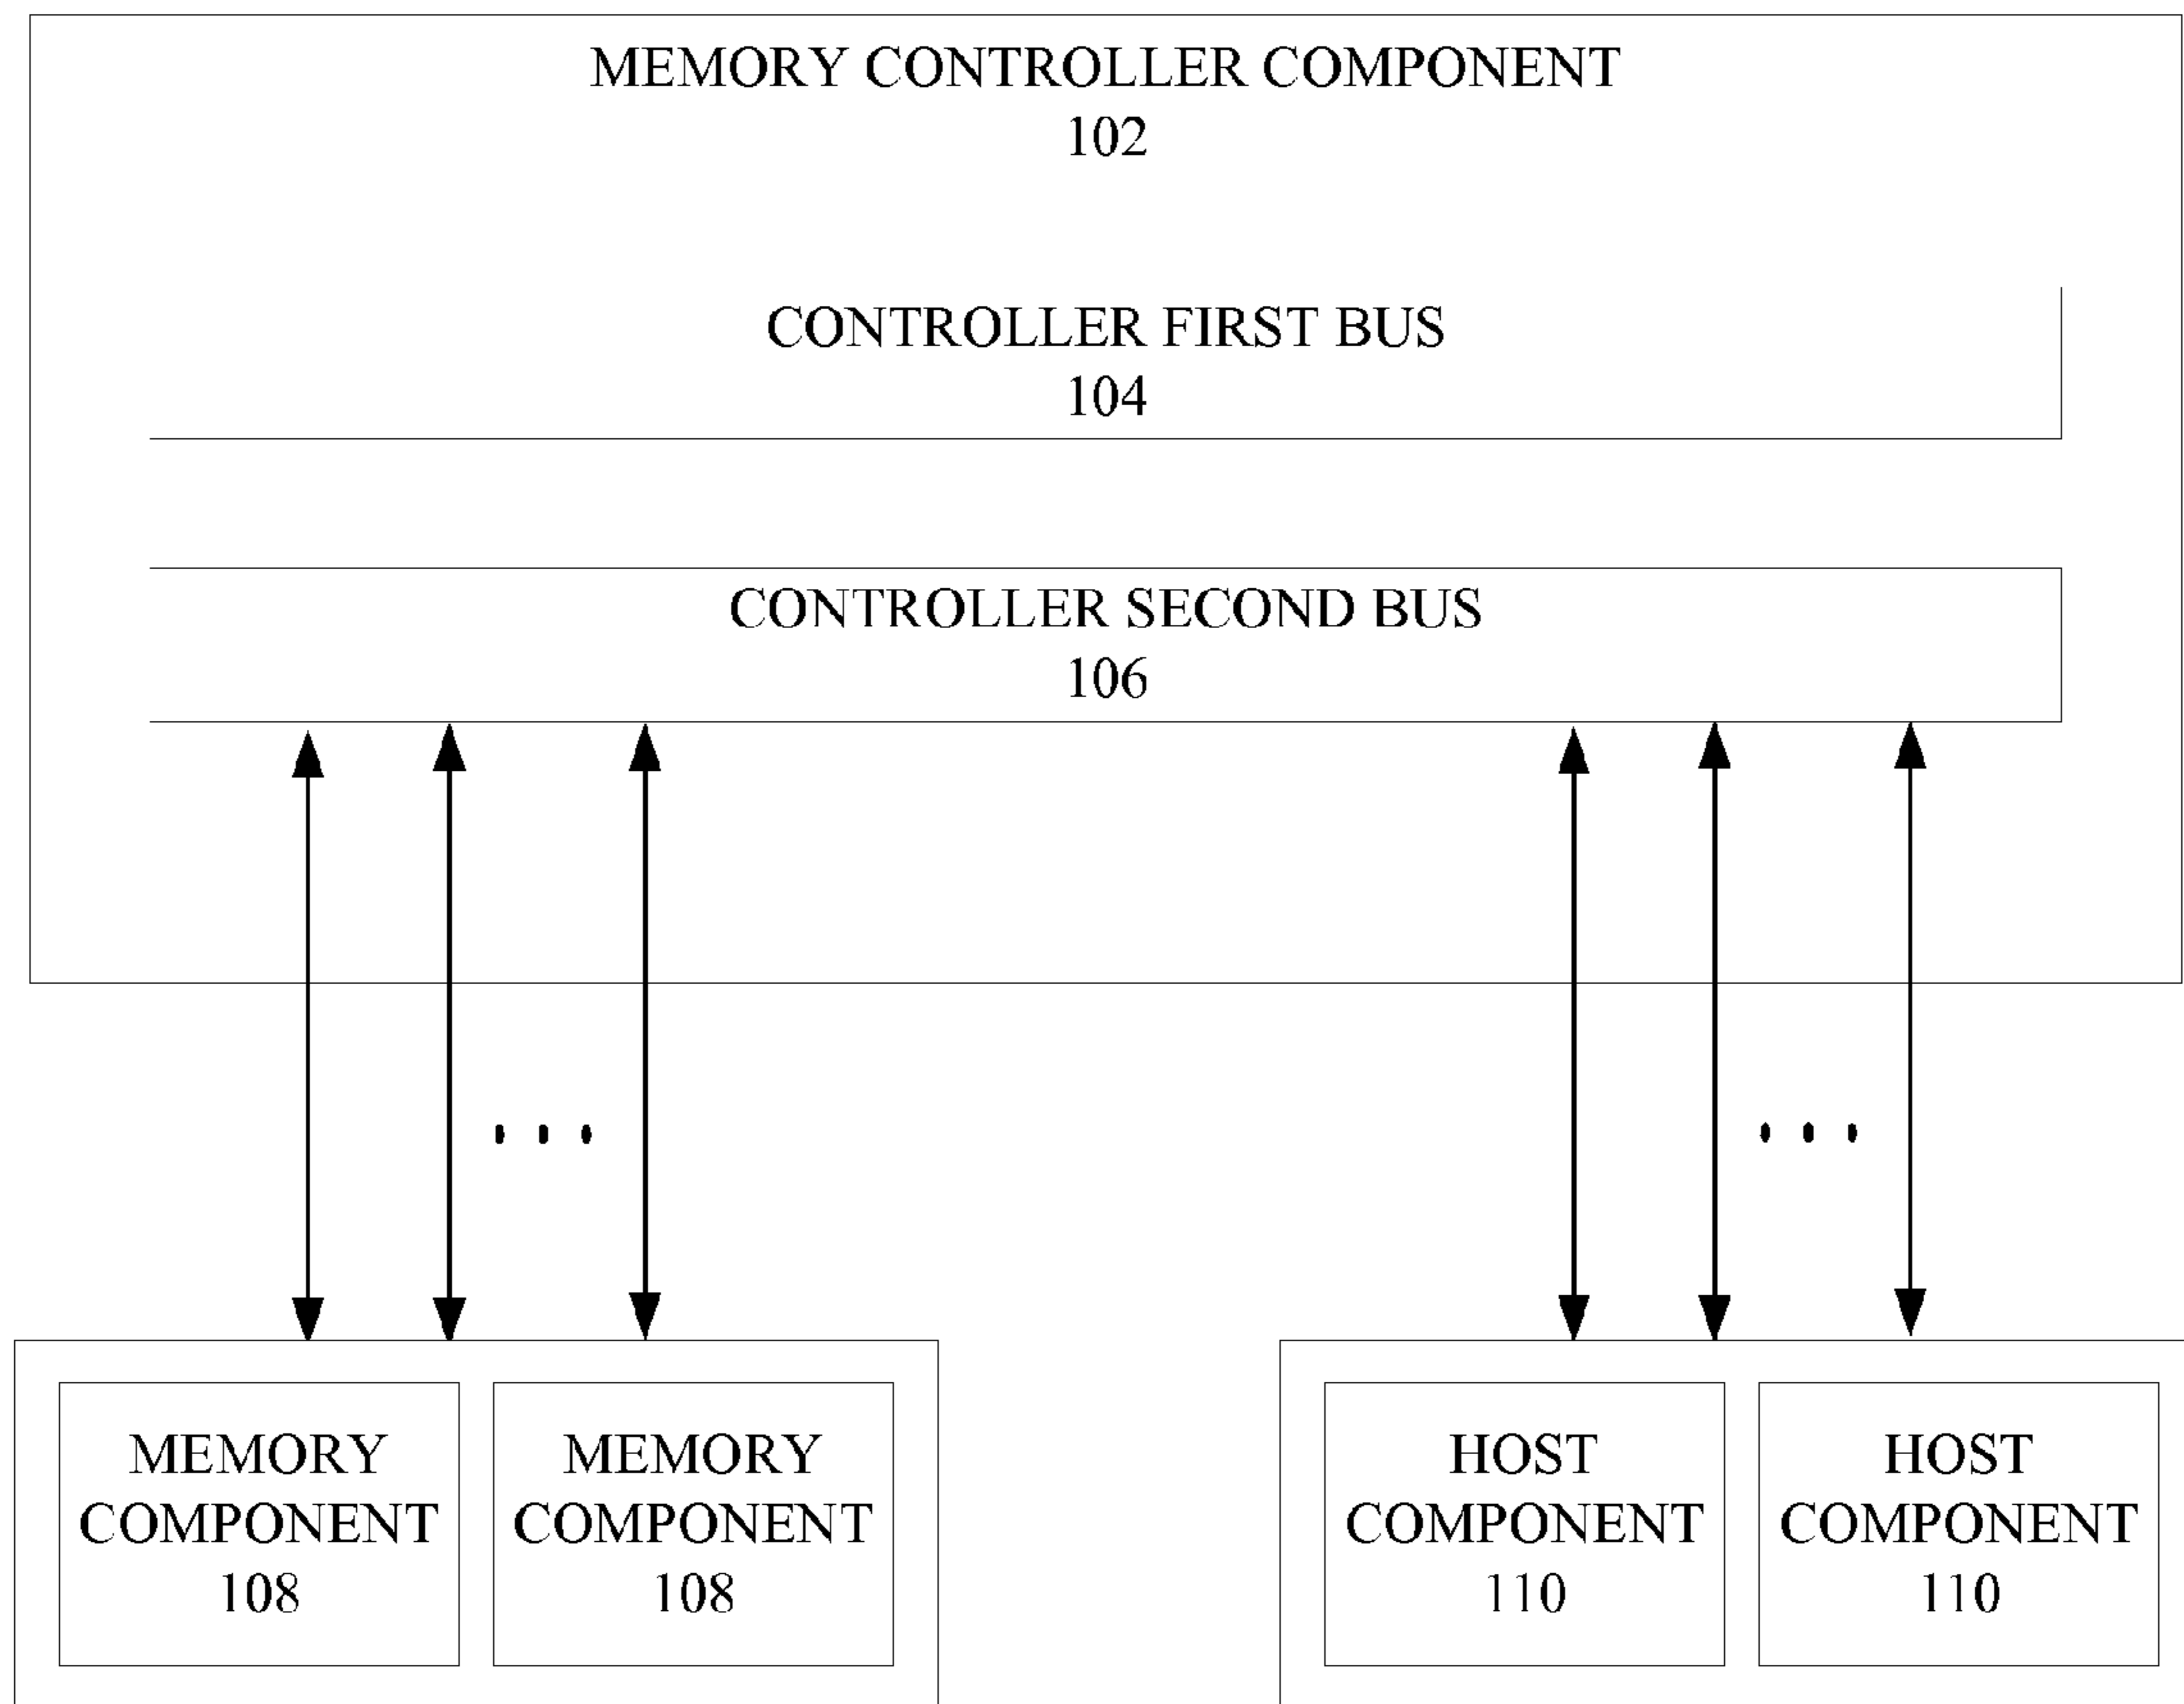 MEMORY CONTROLLER COMPONENT
102
CONTROLLER FIRST BUS
104
CONTROLLER SECOND BUS
106
MEMORY
COMPONENT
108
MEMORY
COMPONENT
108
HOST
COMPONENT
110
HOST
COMPONENT
110